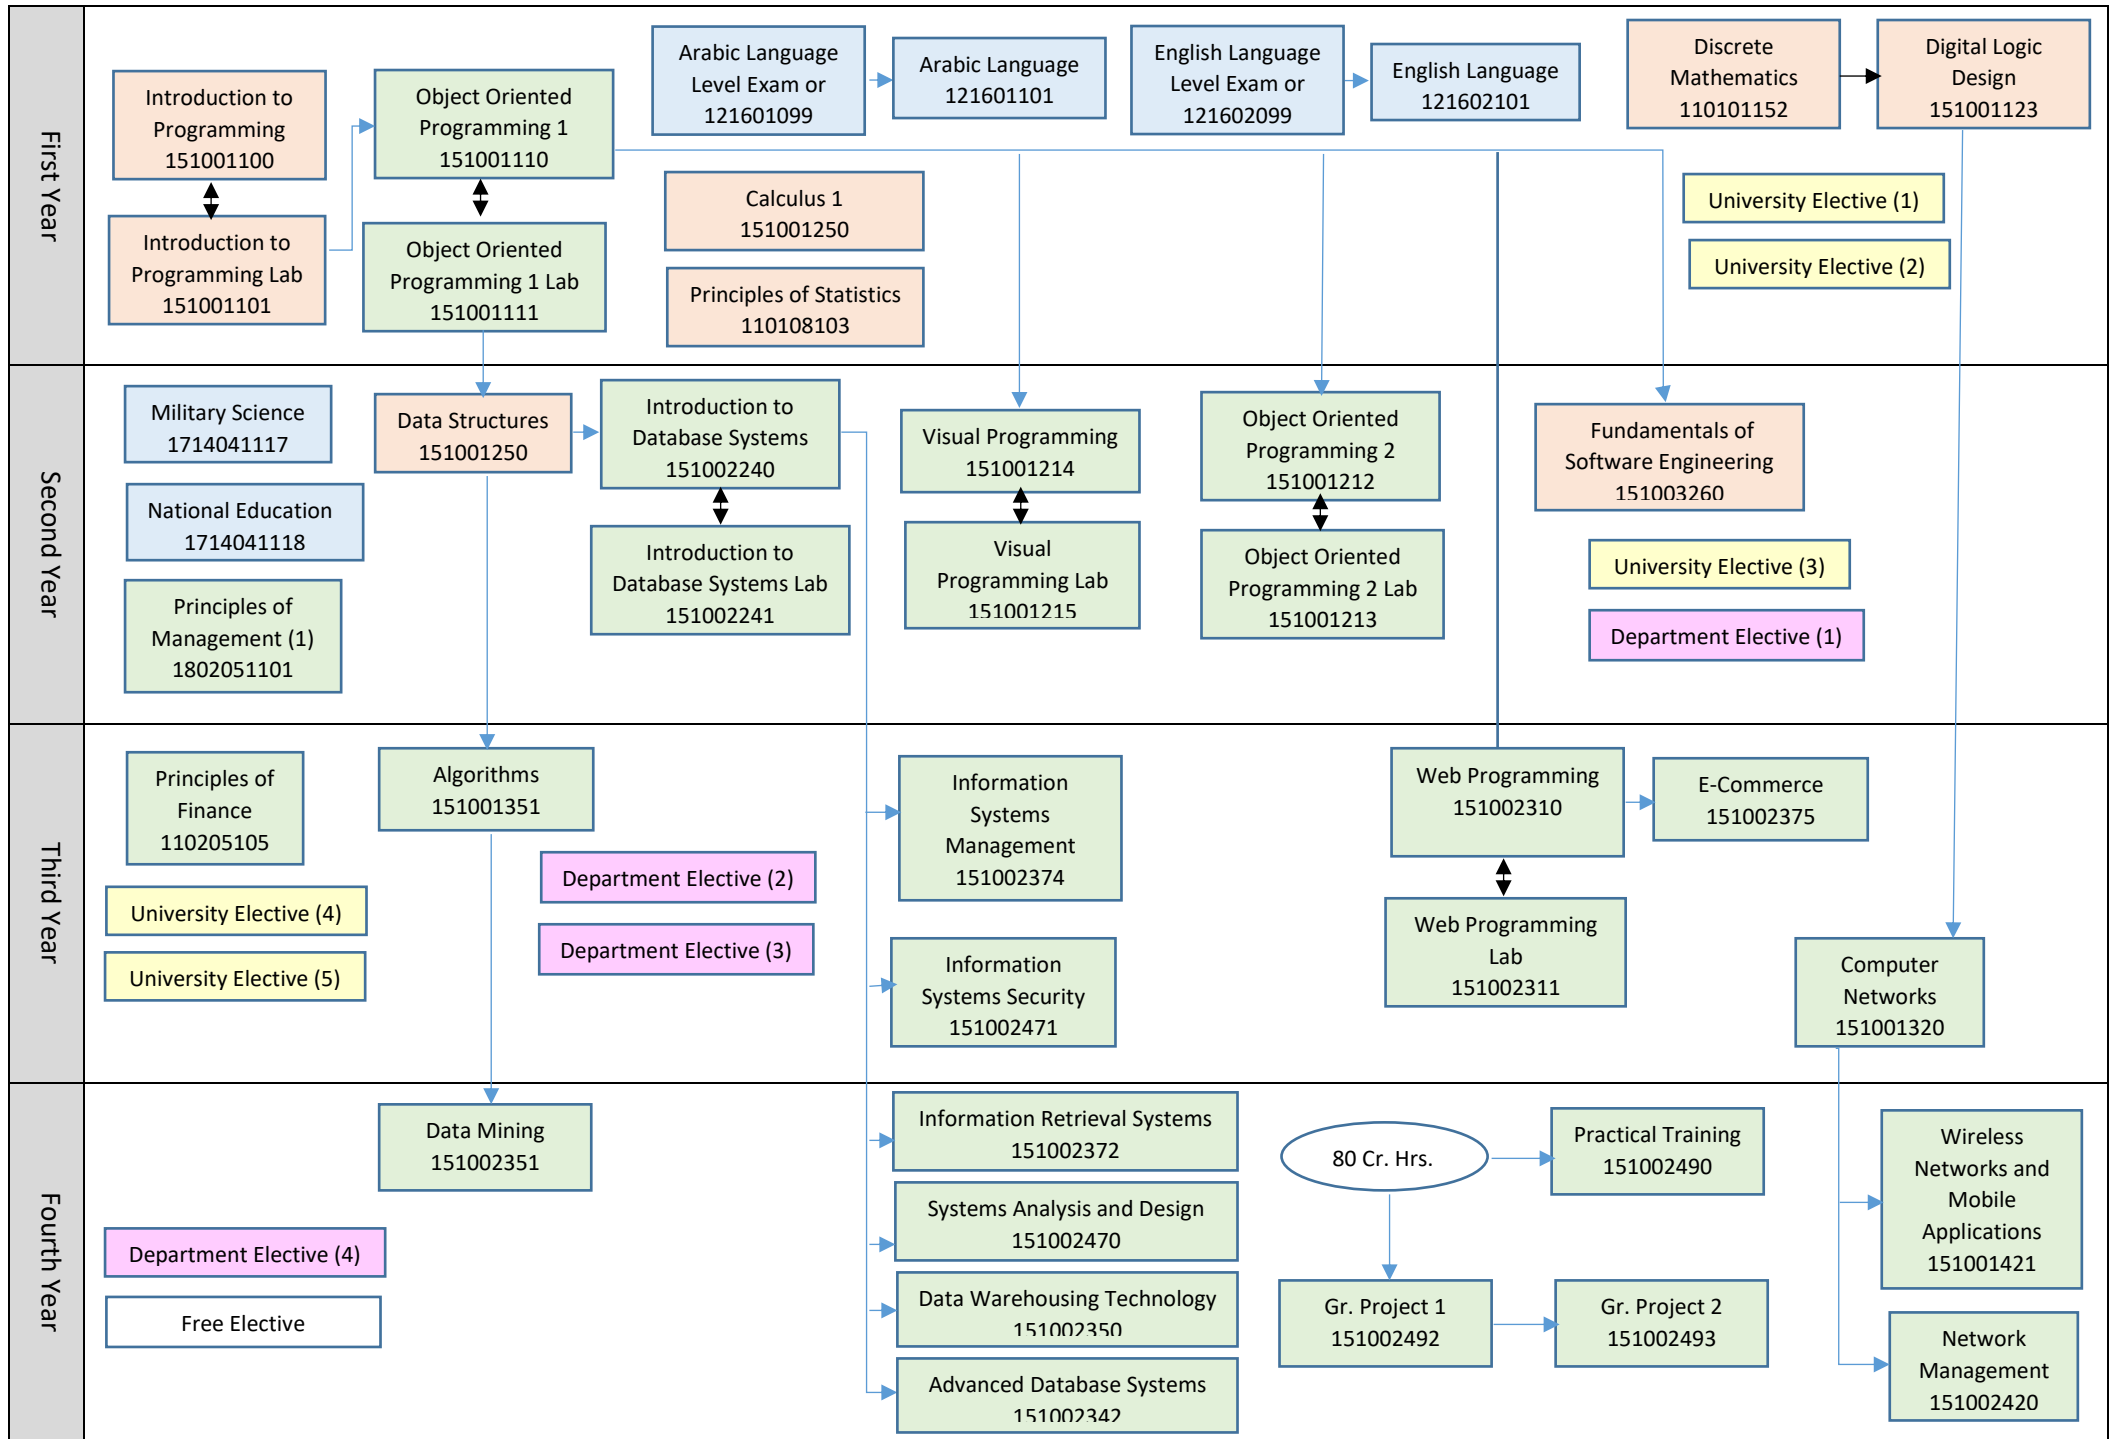 First Year
Introduction to
Programming
151001100
Introduction to
Programming Lab
151001101
Object Oriented
Programming 1
151001110
Object Oriented
Programming 1 Lab
151001111
Arabic Language
Level Exam or
121601099
Arabic Language
121601101
English Language
Level Exam or
121602099
English Language
121602101
Discrete
Mathematics
110101152
Digital Logic
Design
151001123
Calculus 1
151001250
Principles of Statistics
110108103
University Elective (1)
University Elective (2)
Second Year
Military Science
1714041117
National Education
1714041118
Principles of
Management (1)
1802051101
Data Structures
151001250
Introduction to
Database Systems
151002240
Introduction to
Database Systems Lab
151002241
Visual Programming
151001214
Visual
Programming Lab
151001215
Object Oriented
Programming 2
151001212
Object Oriented
Programming 2 Lab
151001213
Fundamentals of
Software Engineering
151003260
University Elective (3)
Department Elective (1)
Third Year
Principles of
Finance
110205105
University Elective (4)
University Elective (5)
Algorithms
151001351
Department Elective (2)
Department Elective (3)
Information
Systems
Management
151002374
Information
Systems Security
151002471
Web Programming
151002310
Web Programming
Lab
151002311
E-Commerce
151002375
Computer
Networks
151001320
Fourth Year
Department Elective (4)
Free Elective
Data Mining
151002351
Information Retrieval Systems
151002372
Systems Analysis and Design
151002470
Data Warehousing Technology
151002350
Advanced Database Systems
151002342
80 Cr. Hrs.
Practical Training
151002490
Gr. Project 1
151002492
Gr. Project 2
151002493
Wireless
Networks and
Mobile
Applications
151001421
Network
Management
151002420